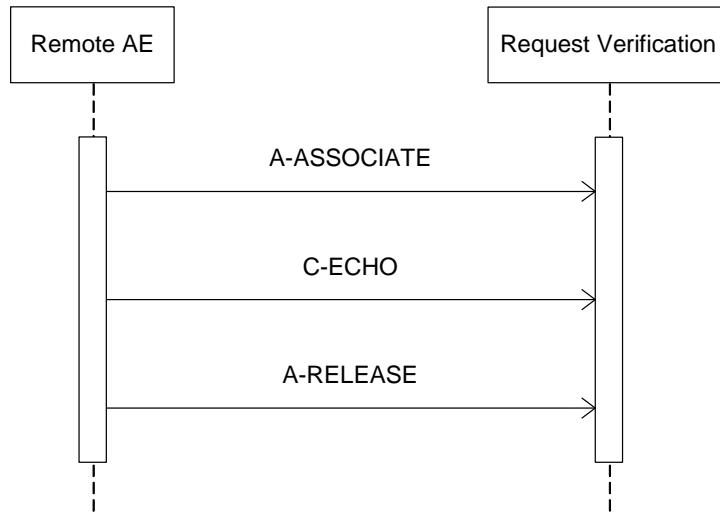 Remote AE
Request Verification
A-ASSOCIATE
C-ECHO
A-RELEASE